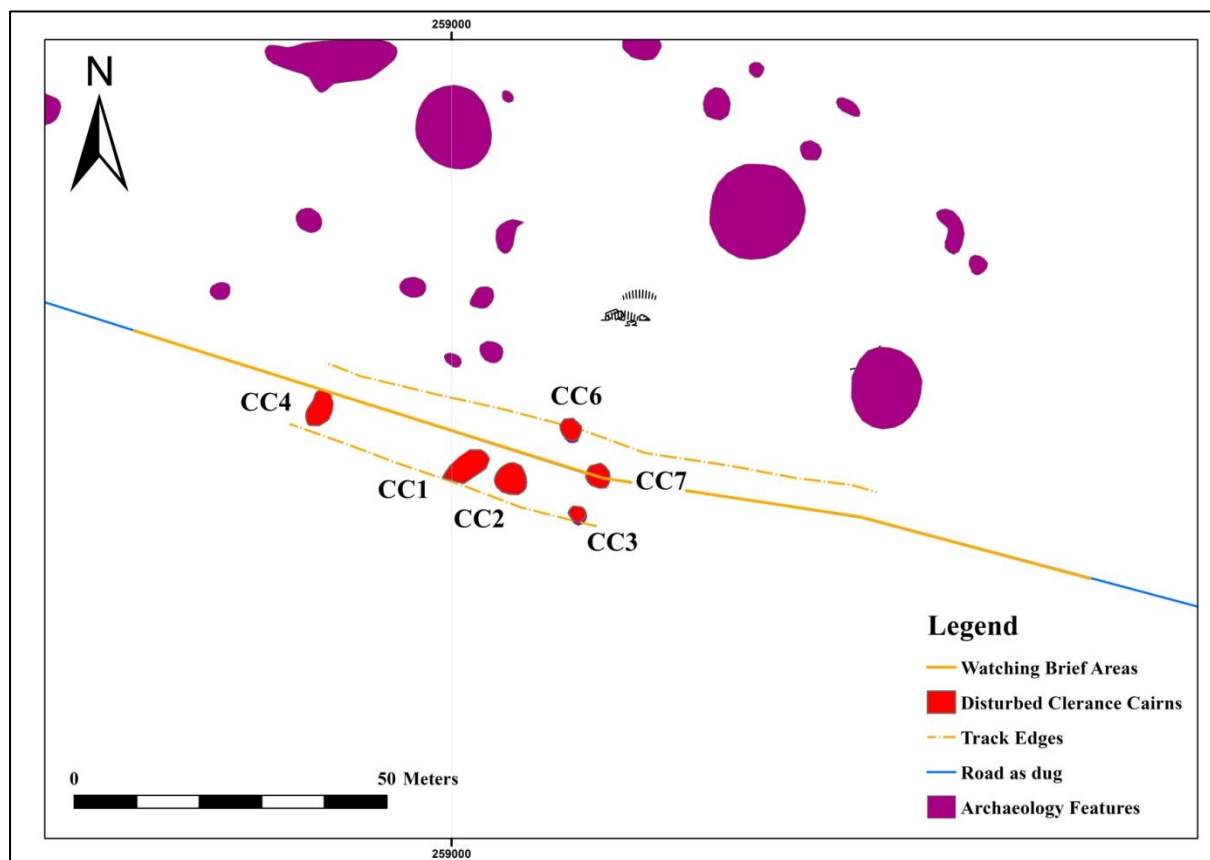 259000
N
CC6
CC4
CC1
CC7
CC2
CC3
Legend
Watching Brief Areas
Disturbed Clerance Cairns
Track Edges
Road as dug
Archaeology Features
0 50 Meters
259000